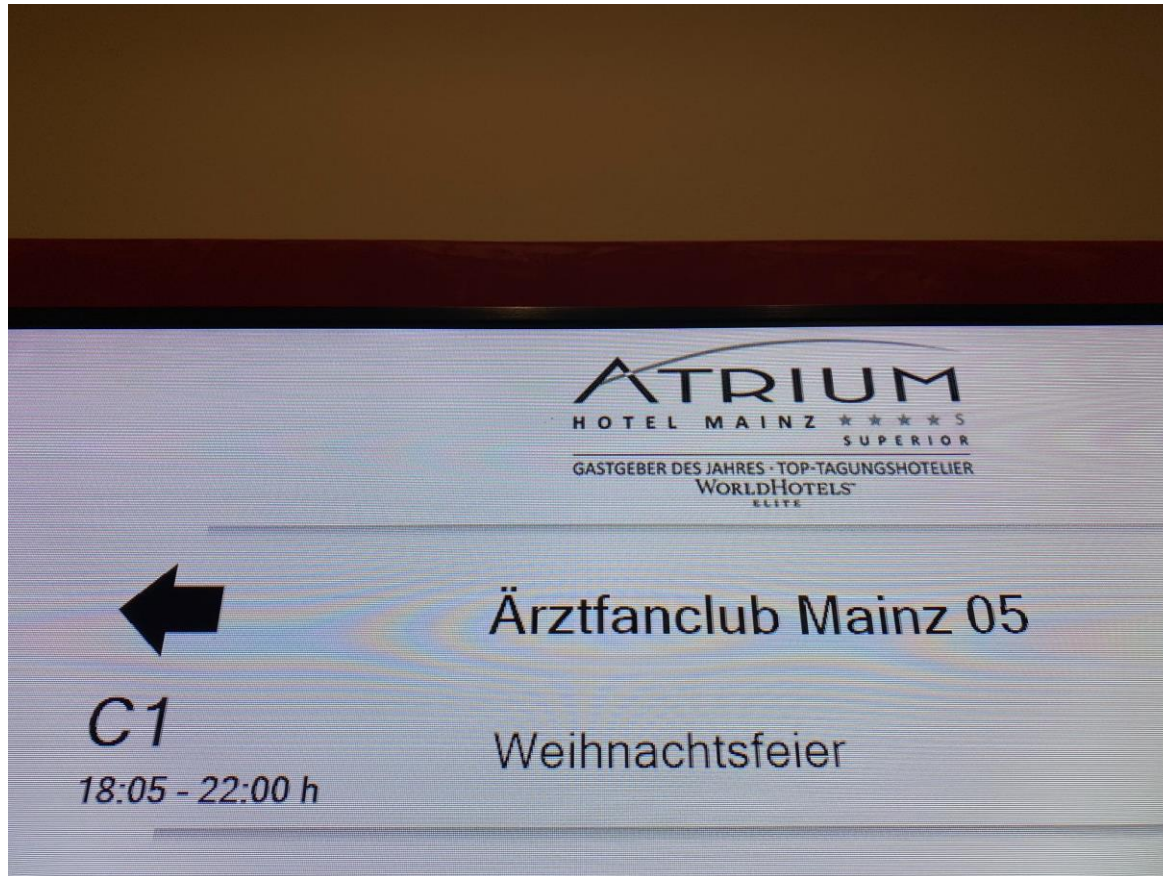 ATRIUM
HOTEL MAINZ ★★★★ S
SUPERIOR
GASTGEBER DES JAHRES · TOP-TAGUNGSHOTELIER
WORLDHOTELS™
ELITE
Ärztfanclub Mainz 05
C1
Weihnachtsfeier
18:05 - 22:00 h